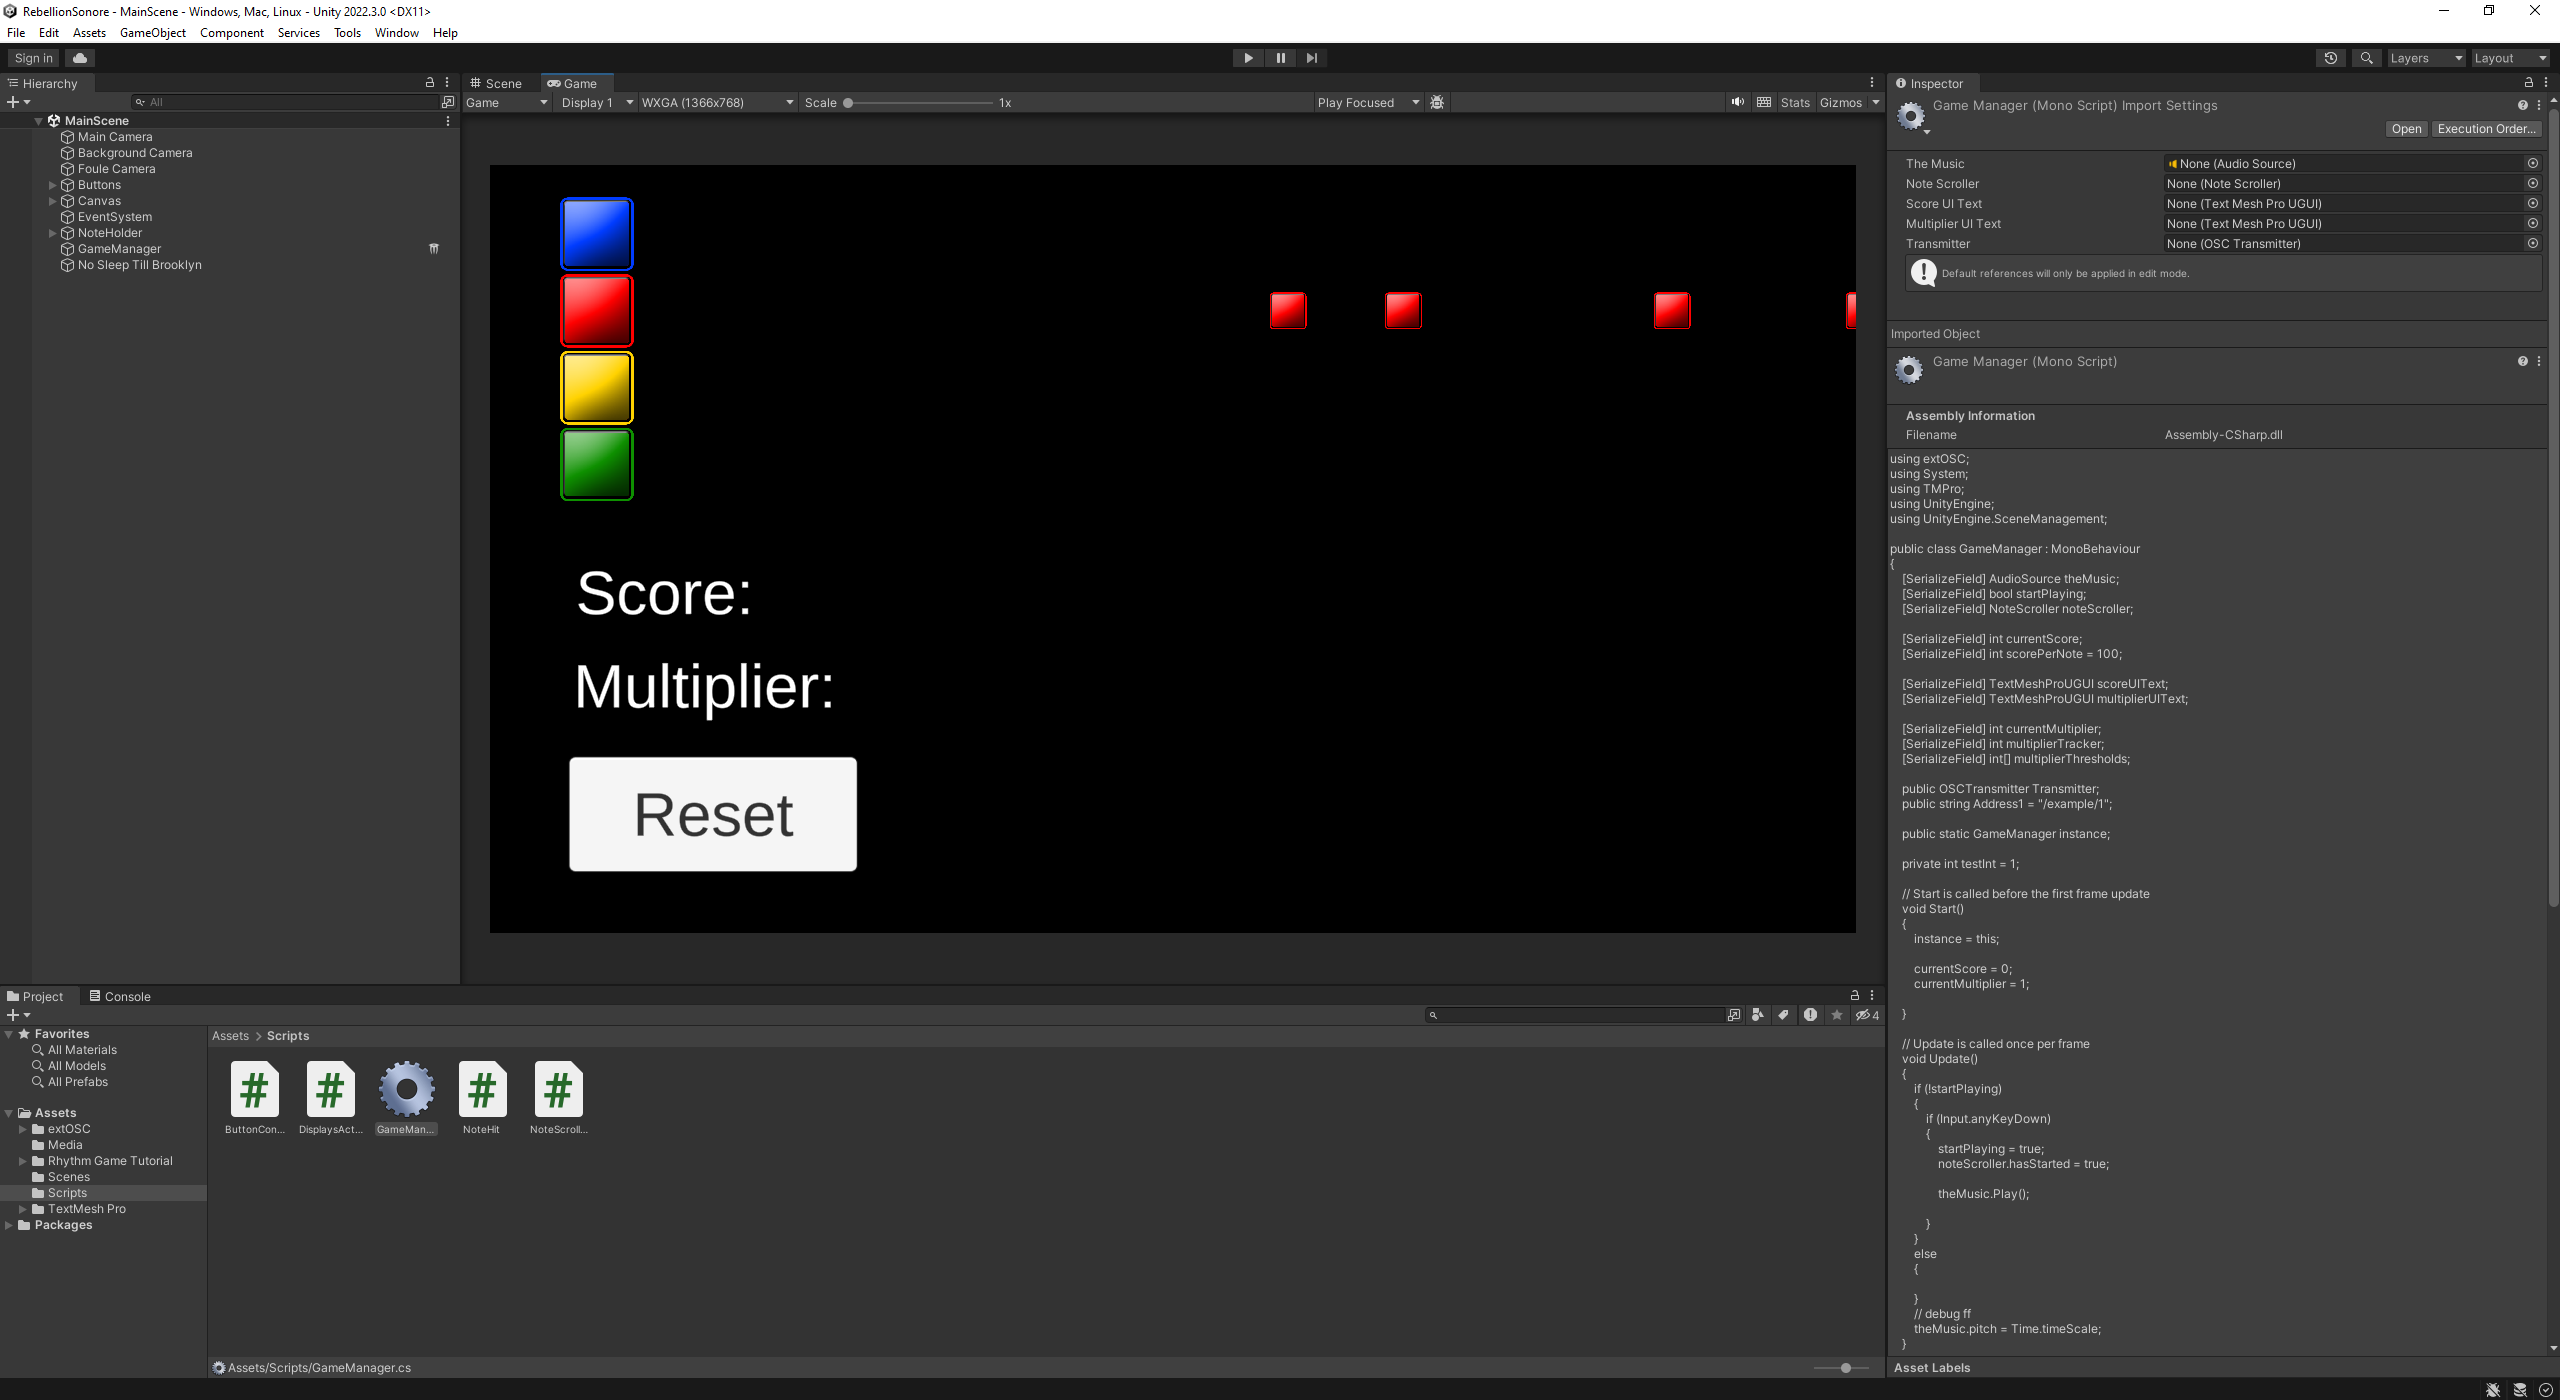 RebellionSonore - MainScene - Windows, Mac, Linux - Unity 2022.3.0 <DX11>
File Edit Assets GameObject Component Services Tools Window Help
Sign in
Layers
Layout
Hierarchy
All
MainScene
Main Camera
Background Camera
Foule Camera
Buttons
Canvas
EventSystem
NoteHolder
GameManager
No Sleep Till Brooklyn
Scene
Game
Game
Display 1
WXGA (1366x768)
Scale
1x
Play Focused
Stats
Gizmos
Score:
Multiplier:
Reset
Project
Console
4
Favorites
All Materials
All Models
All Prefabs
Assets
extOSC
Media
Rhythm Game Tutorial
Scenes
Scripts
TextMesh Pro
Packages
Assets > Scripts
ButtonCon...
DisplaysAct...
GameMan...
NoteHit
NoteScroll...
Assets/Scripts/GameManager.cs
Inspector
Game Manager (Mono Script) Import Settings
Open
Execution Order...
The Music None (Audio Source)
Note Scroller None (Note Scroller)
Score UI Text None (Text Mesh Pro UGUI)
Multiplier UI Text None (Text Mesh Pro UGUI)
Transmitter None (OSC Transmitter)
Default references will only be applied in edit mode.
Imported Object
Game Manager (Mono Script)
Assembly Information
Filename Assembly-CSharp.dll
using extOSC;
using System;
using TMPro;
using UnityEngine;
using UnityEngine.SceneManagement;
public class GameManager : MonoBehaviour
{
[SerializeField] AudioSource theMusic;
[SerializeField] bool startPlaying;
[SerializeField] NoteScroller noteScroller;
[SerializeField] int currentScore;
[SerializeField] int scorePerNote = 100;
[SerializeField] TextMeshProUGUI scoreUIText;
[SerializeField] TextMeshProUGUI multiplierUIText;
[SerializeField] int currentMultiplier;
[SerializeField] int multiplierTracker;
[SerializeField] int[] multiplierThresholds;
public OSCTransmitter Transmitter;
public string Address1 = "/example/1";
public static GameManager instance;
private int testInt = 1;
// Start is called before the first frame update
void Start()
{
instance = this;
currentScore = 0;
currentMultiplier = 1;
}
// Update is called once per frame
void Update()
{
if (!startPlaying)
{
if (Input.anyKeyDown)
{
startPlaying = true;
noteScroller.hasStarted = true;
theMusic.Play();
}
}
else
{
}
// debug ff
theMusic.pitch = Time.timeScale;
}
Asset Labels